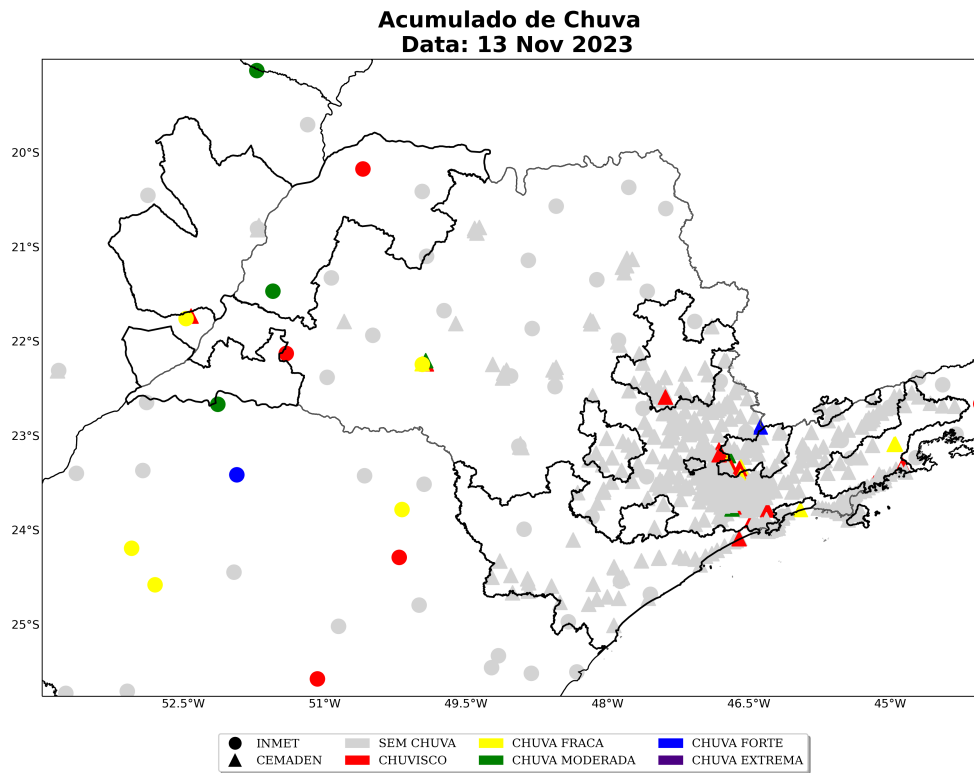 Acumulado de Chuva
Data: 13 Nov 2023
20°S
21°S
22°S
23°S
24°S
25°S
52.5°W
51°W
49.5°W
48°W
46.5°W
45°W
INMET
CEMADEN
SEM CHUVA
CHUVISCO
CHUVA FRACA
CHUVA MODERADA
CHUVA FORTE
CHUVA EXTREMA